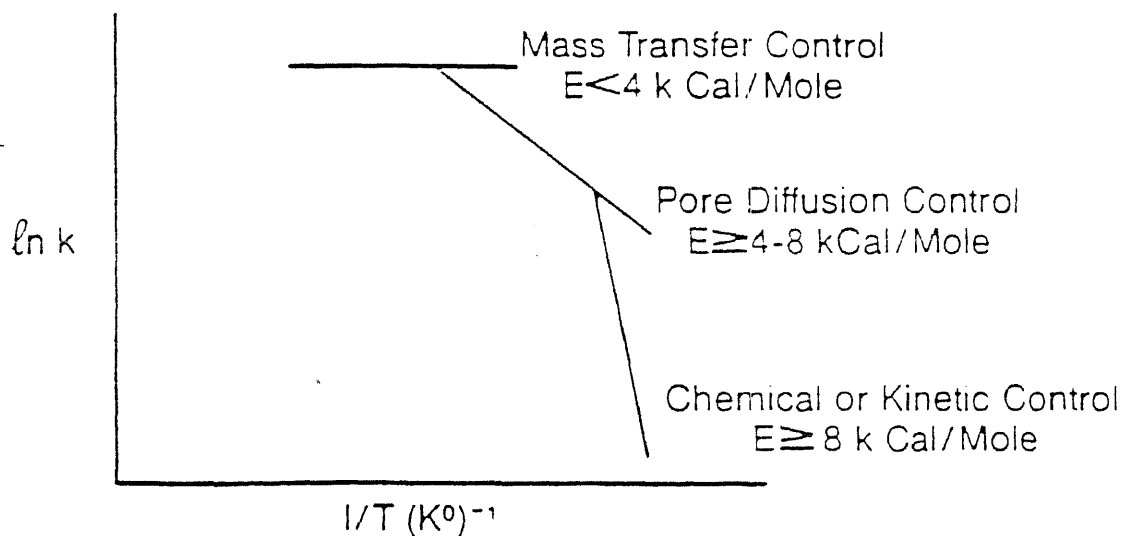 Mass Transfer Control
E<4 k Cal/Mole
Pore Diffusion Control
E≥4-8 kCal/Mole
ℓn k
Chemical or Kinetic Control
E≥ 8 k Cal/Mole
I/T (K⁰)⁻¹